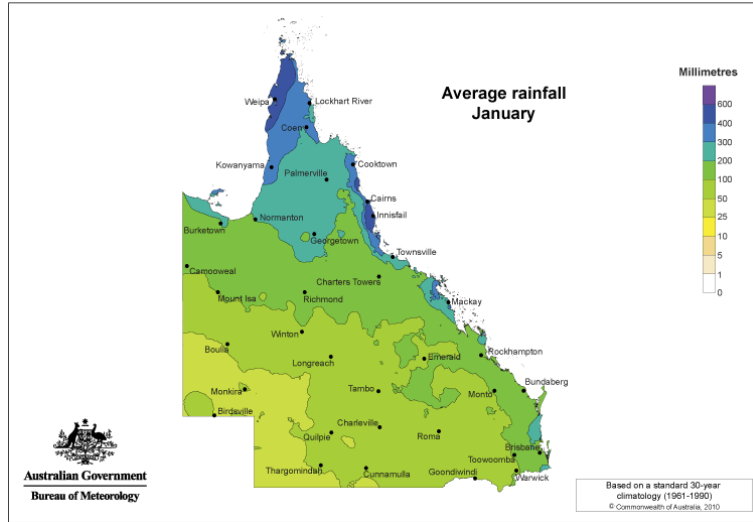 Average rainfall
January
Millimetres
600
400
300
200
100
50
25
10
5
1
0
Weipa
Lockhart River
Coen
Kowanyama
Cooktown
Palmerville
Cairns
Innisfail
Normanton
Burketown
Georgetown
Townsville
Camooweal
Charters Towers
Mount Isa
Richmond
Mackay
Winton
Boulia
Longreach
Emerald
Rockhampton
Monkira
Tambo
Monto
Bundaberg
Birdsville
Charleville
Quilpie
Roma
Brisbane
Toowoomba
Thargomindah
Cunnamulla
Goondiwindi
Warwick
Australian Government
Bureau of Meteorology
Based on a standard 30-year
climatology (1961-1990)
© Commonwealth of Australia, 2010